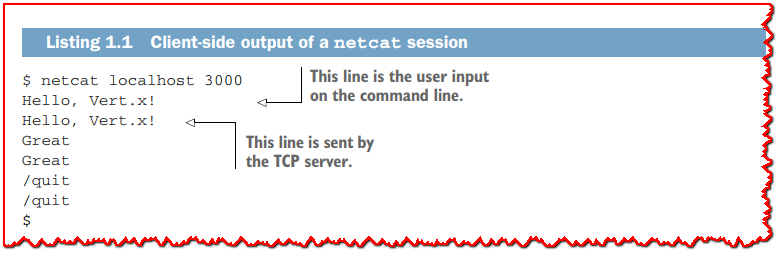 Listing 1.1 Client-side output of a netcat session
$ netcat localhost 3000
Hello, Vert.x!
This line is the user input
on the command line.
Hello, Vert.x!
This line is sent by
the TCP server.
Great
Great
/quit
/quit
$